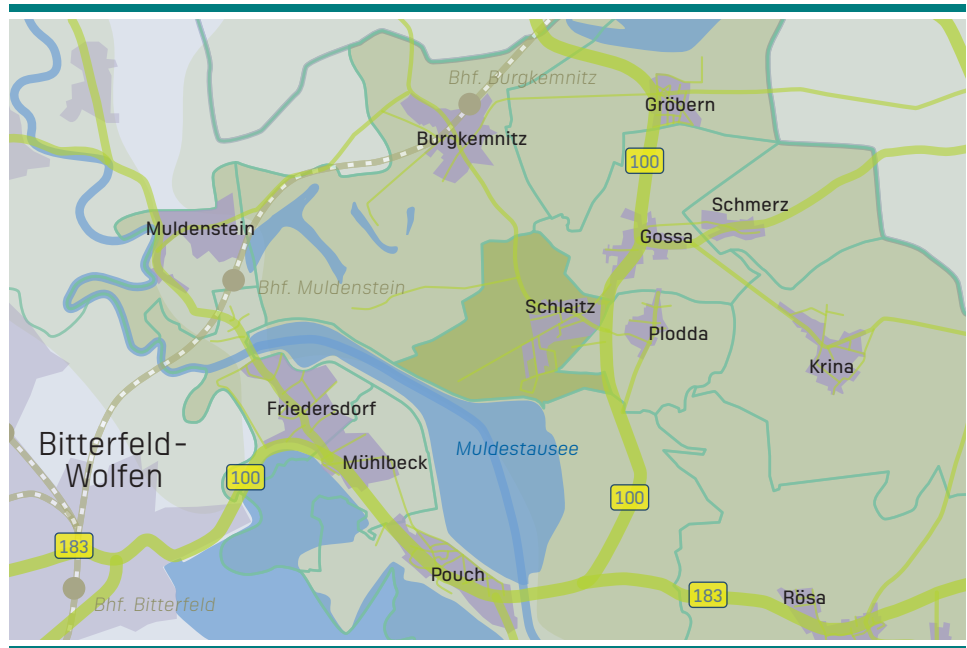 Bhf. Burgkemnitz
Gröbern
Burgkemnitz
100
Schmerz
Muldenstein
Gossa
Bhf. Muldenstein
Schlaitz
Plodda
Krina
Friedersdorf
Bitterfeld-
Wolfen
Muldestausee
Mühlbeck
100
100
183
Pouch
183
Rösa
Bhf. Bitterfeld